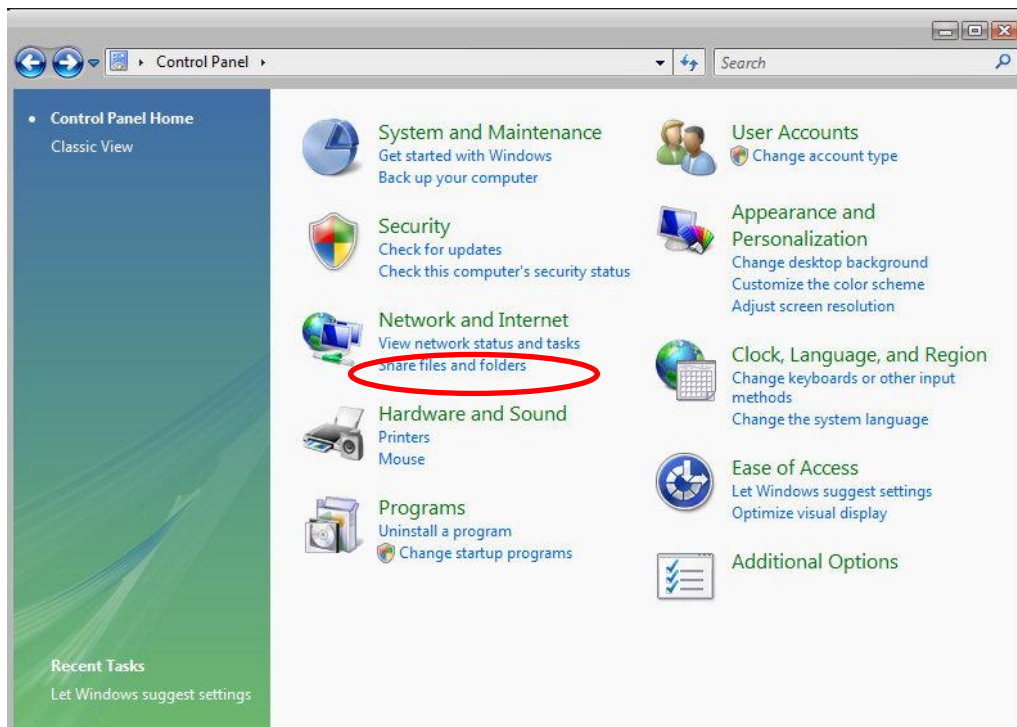 Control Panel
Search
Control Panel Home
Classic View
System and Maintenance
Get started with Windows
Back up your computer
Security
Check for updates
Check this computer's security status
Network and Internet
View network status and tasks
Share files and folders
Hardware and Sound
Printers
Mouse
Programs
Uninstall a program
Change startup programs
User Accounts
Change account type
Appearance and
Personalization
Change desktop background
Customize the color scheme
Adjust screen resolution
Clock, Language, and Region
Change keyboards or other input
methods
Change the system language
Ease of Access
Let Windows suggest settings
Optimize visual display
Additional Options
Recent Tasks
Let Windows suggest settings